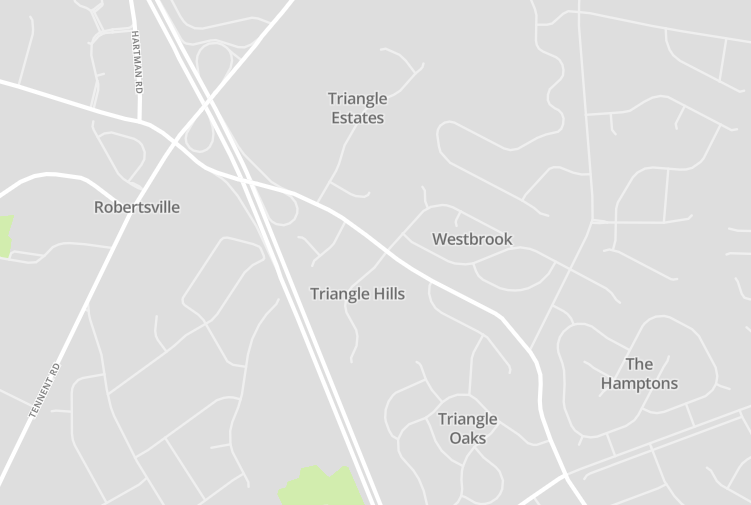 HARTMAN RD
Triangle
Estates
Robertsville
Westbrook
Triangle Hills
The
Hamptons
TENNENT RD
Triangle
Oaks